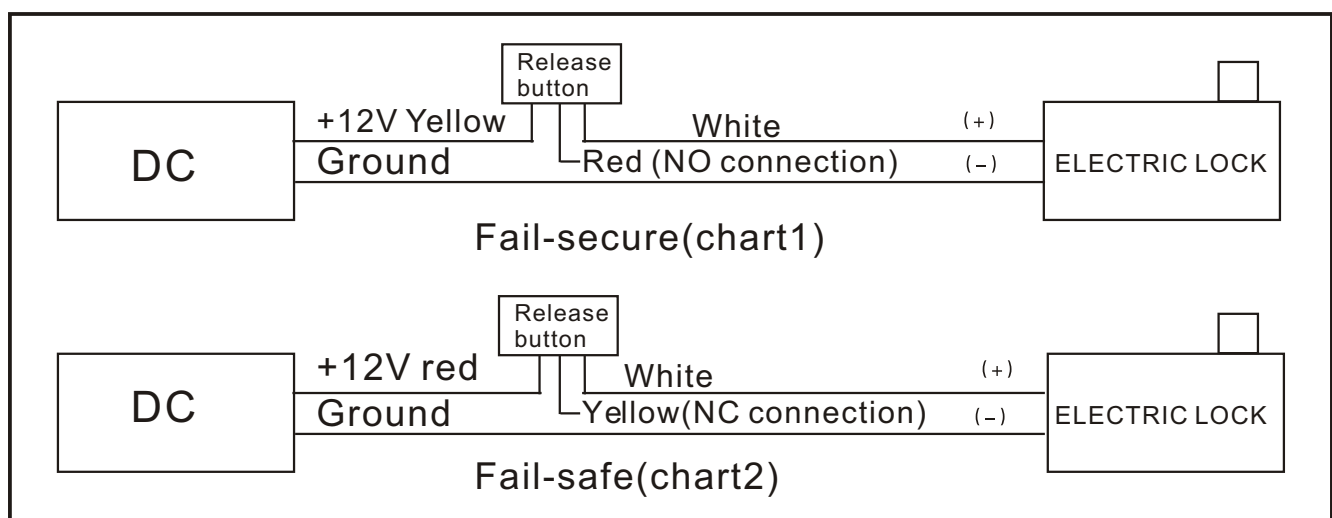 Release
button
+12V Yellow
White
(+)
DC
Ground
Red (NO connection)
(-)
ELECTRIC LOCK
Fail-secure(chart1)
Release
button
+12V red
White
(+)
DC
Ground
Yellow(NC connection)
(-)
ELECTRIC LOCK
Fail-safe(chart2)